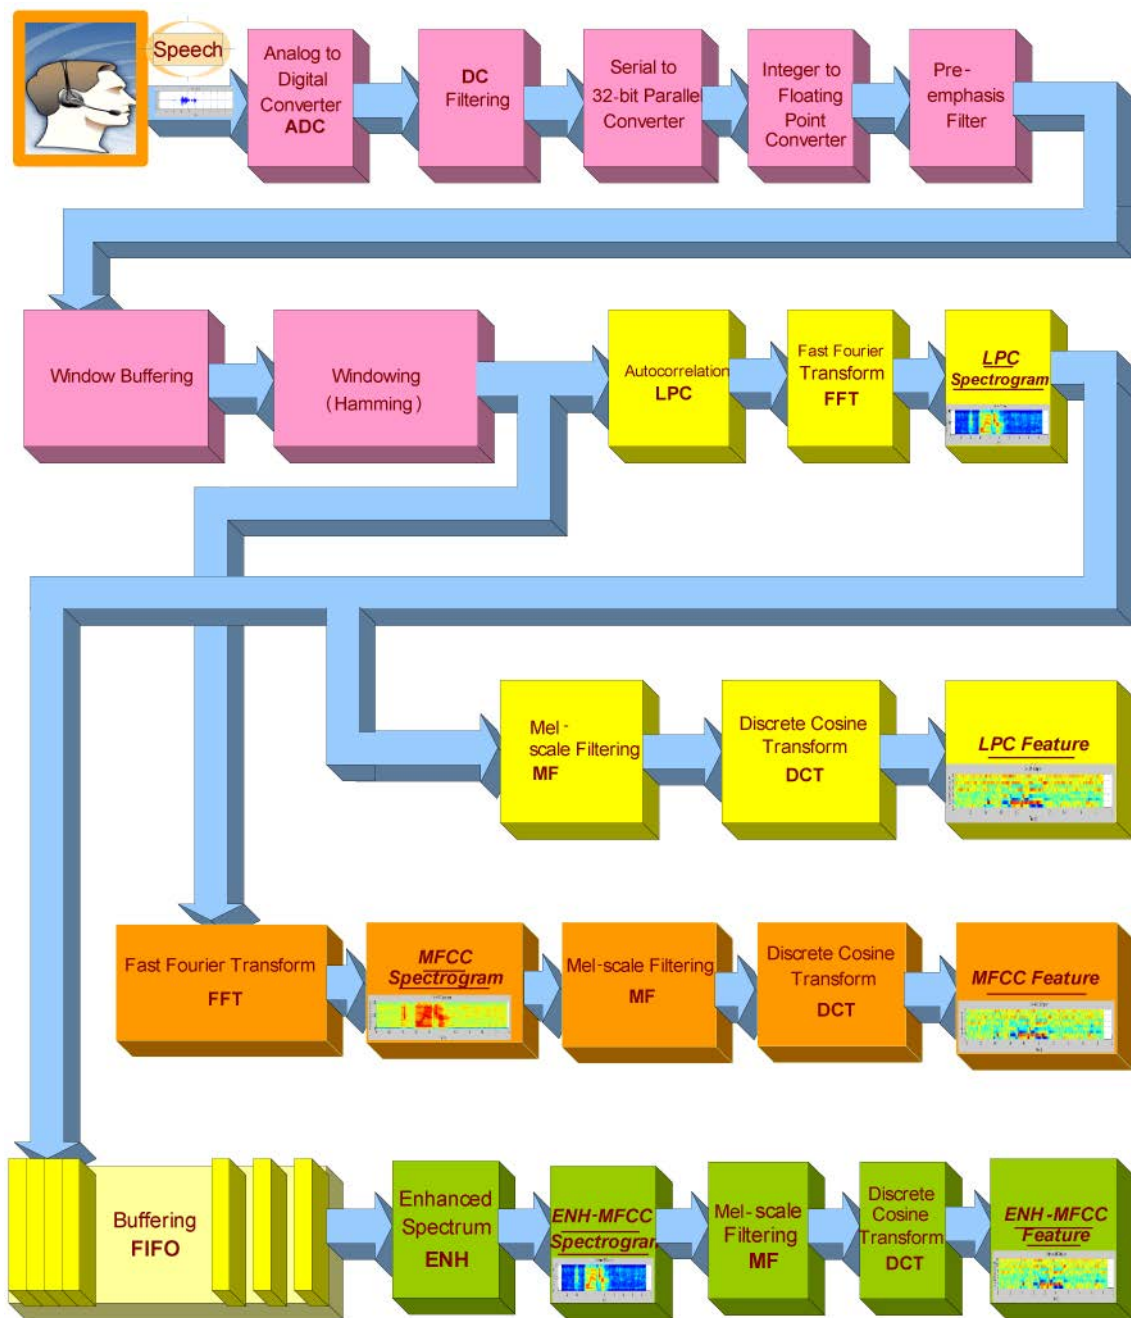 Speech
Analog to
Digital
Converter
ADC
DC
Filtering
Serial to
32-bit Parallel
Converter
Integer to
Floating
Point
Converter
Pre-
emphasis
Filter
Window Buffering
Windowing
(Hamming)
Autocorrelation
LPC
Fast Fourier
Transform
FFT
LPC
Spectrogram
Mel-
scale Filtering
MF
Discrete Cosine
Transform
DCT
LPC Feature
Fast Fourier Transform
FFT
MFCC
Spectrogram
Mel-scale Filtering
MF
Discrete Cosine
Transform
DCT
MFCC Feature
Buffering
FIFO
Enhanced
Spectrum
ENH
ENH-MFCC
Spectrogram
Mel-scale
Filtering
MF
Discrete
Cosine
Transform
DCT
ENH-MFCC
Feature